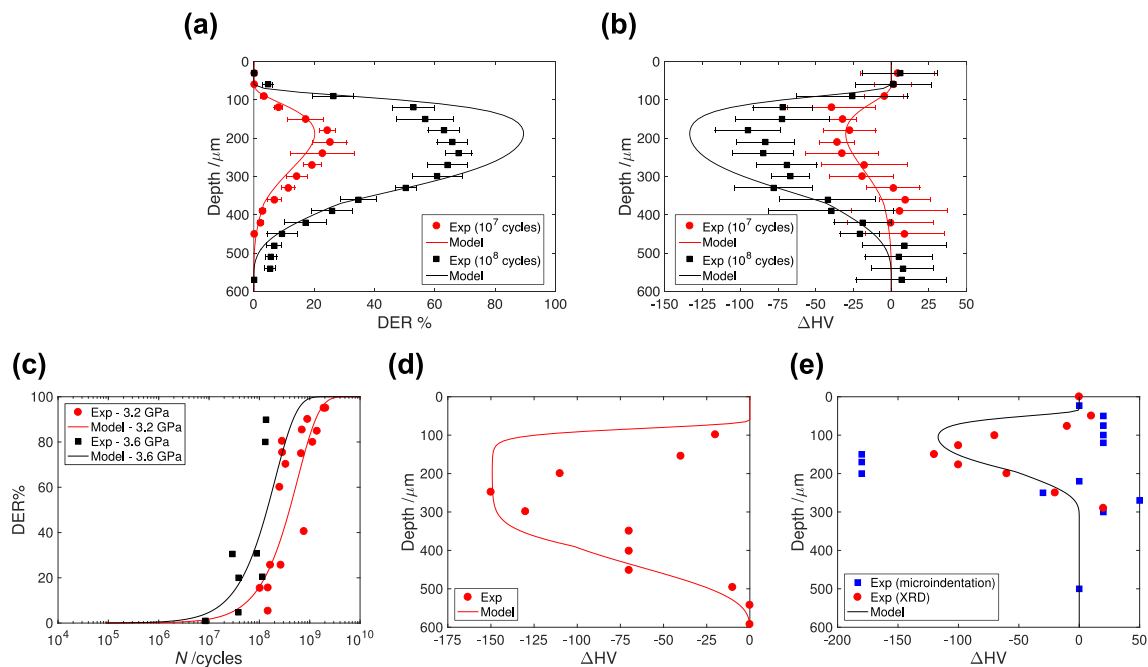 (a)
0
100
200
300
400
500
600
Depth /μm
Exp (10⁷ cycles)
Model
Exp (10⁸ cycles)
Model
0 20 40 60 80 100
DER %
(b)
0
100
200
300
400
500
600
Depth /μm
Exp (10⁷ cycles)
Model
Exp (10⁸ cycles)
Model
-150 -125 -100 -75 -50 -25 0 25 50
ΔHV
(c)
100
80
60
40
20
0
DER%
Exp - 3.2 GPa
Model - 3.2 GPa
Exp - 3.6 GPa
Model - 3.6 GPa
10⁴ 10⁵ 10⁶ 10⁷ 10⁸ 10⁹ 10¹⁰
N /cycles
(d)
0
100
200
300
400
500
600
Depth /μm
Exp
Model
-175 -150 -125 -100 -75 -50 -25 0
ΔHV
(e)
0
100
200
300
400
500
600
Depth /μm
Exp (microindentation)
Exp (XRD)
Model
-200 -150 -100 -50 0 50
ΔHV